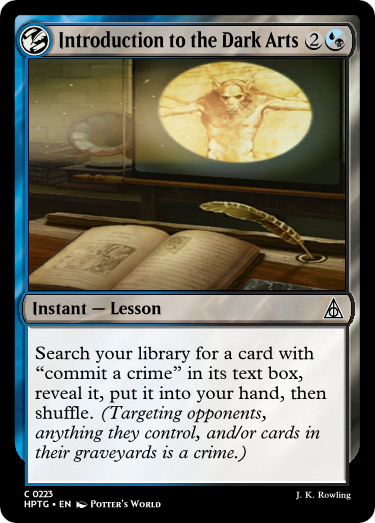 Introduction to the Dark Arts 2
Instant — Lesson
Search your library for a card with
“commit a crime” in its text box,
reveal it, put it into your hand, then
shuffle. (Targeting opponents,
anything they control, and/or cards in
their graveyards is a crime.)
C 0223
HPTG • EN Potter's World
J. K. Rowling